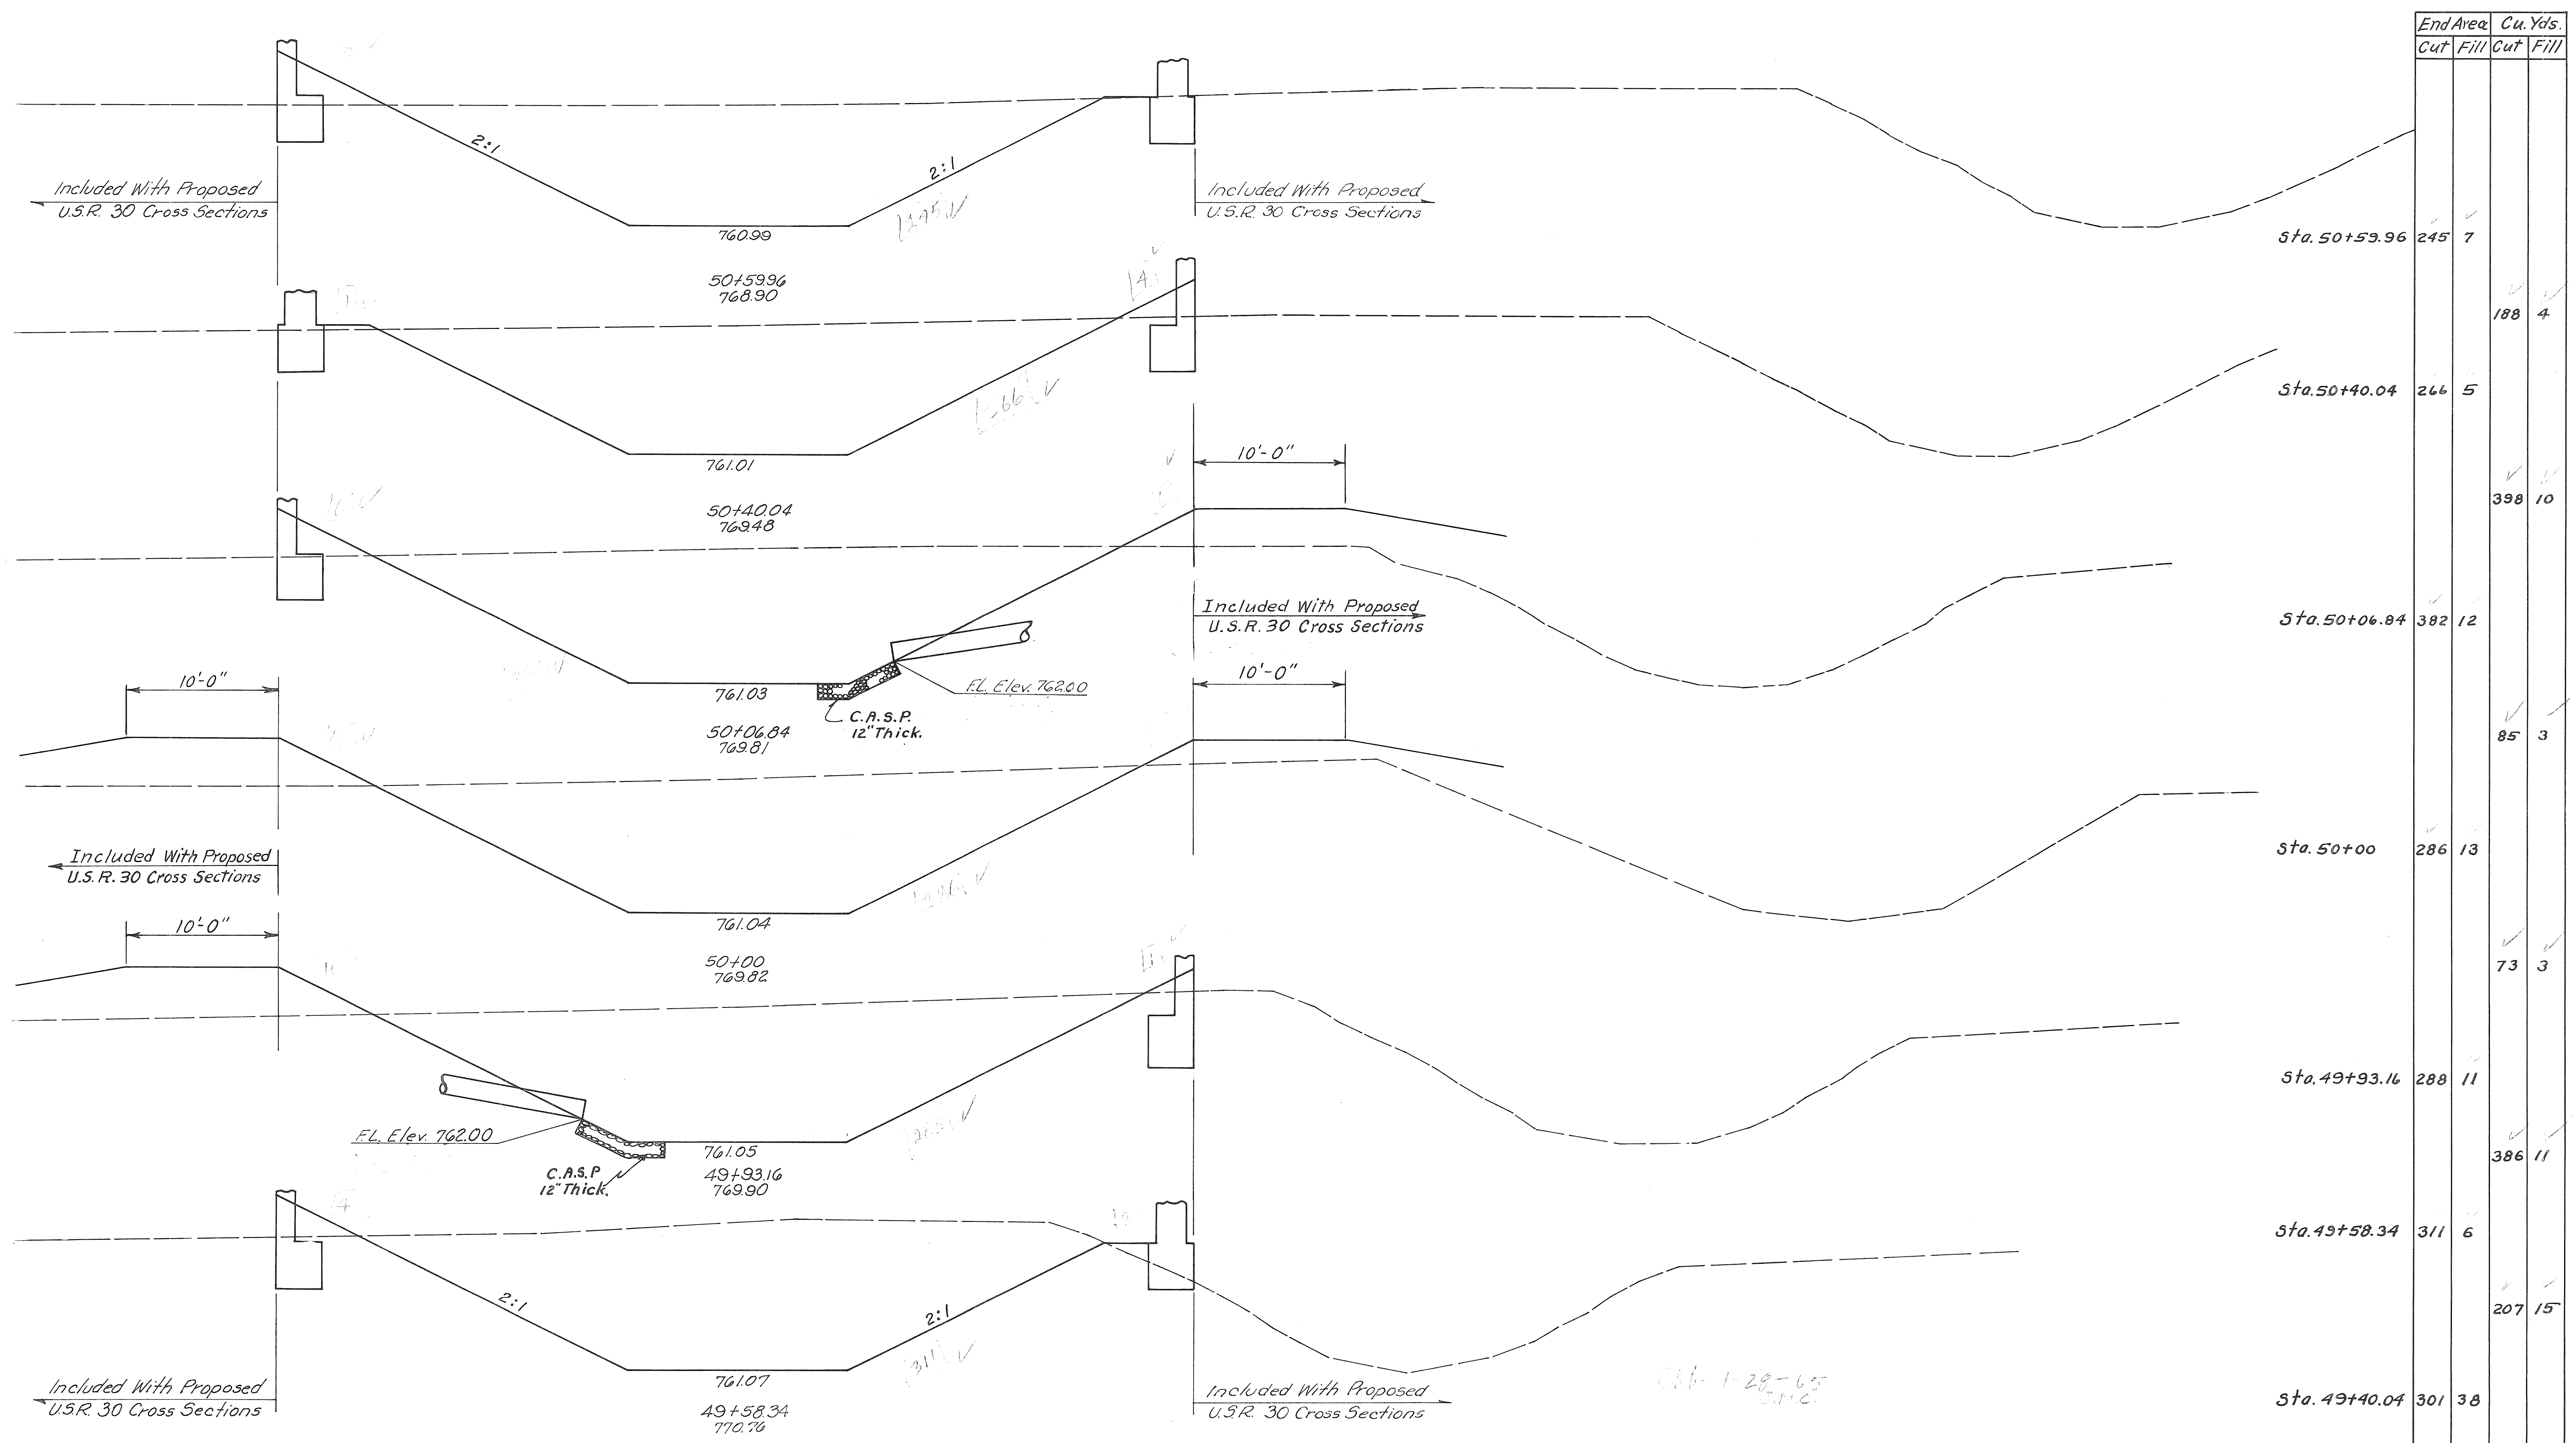 End Area Cu. Yds.
Cut Fill Cut Fill
2:1
2:1
Included With Proposed
U.S.R. 30 Cross Sections
Included With Proposed
U.S.R. 30 Cross Sections
245
760.99
Sta. 50+59.96 245 7
50+59.96
768.90
188 4
Sta. 50+40.04 266 5
66
761.01
10'-0"
50+40.04
769.48
398 10
Included With Proposed
U.S.R. 30 Cross Sections
Sta. 50+06.84 382 12
10'-0"
10'-0"
761.03
F.L. Elev. 762.00
C.A.S.P.
12" Thick.
50+06.84
769.81
85 3
Included With Proposed
U.S.R. 30 Cross Sections
Sta. 50+00 286 13
286
761.04
10'-0"
50+00
769.82
73 3
Sta. 49+93.16 288 11
F.L. Elev. 762.00
761.05
C.A.S.P
12" Thick.
49+93.16
769.90
386 11
Sta. 49+58.34 311 6
2:1
2:1
207 15
311
761.07
1-28-65
Included With Proposed
U.S.R. 30 Cross Sections
Included With Proposed
U.S.R. 30 Cross Sections
Sta. 49+40.04 301 38
49+58.34
770.76